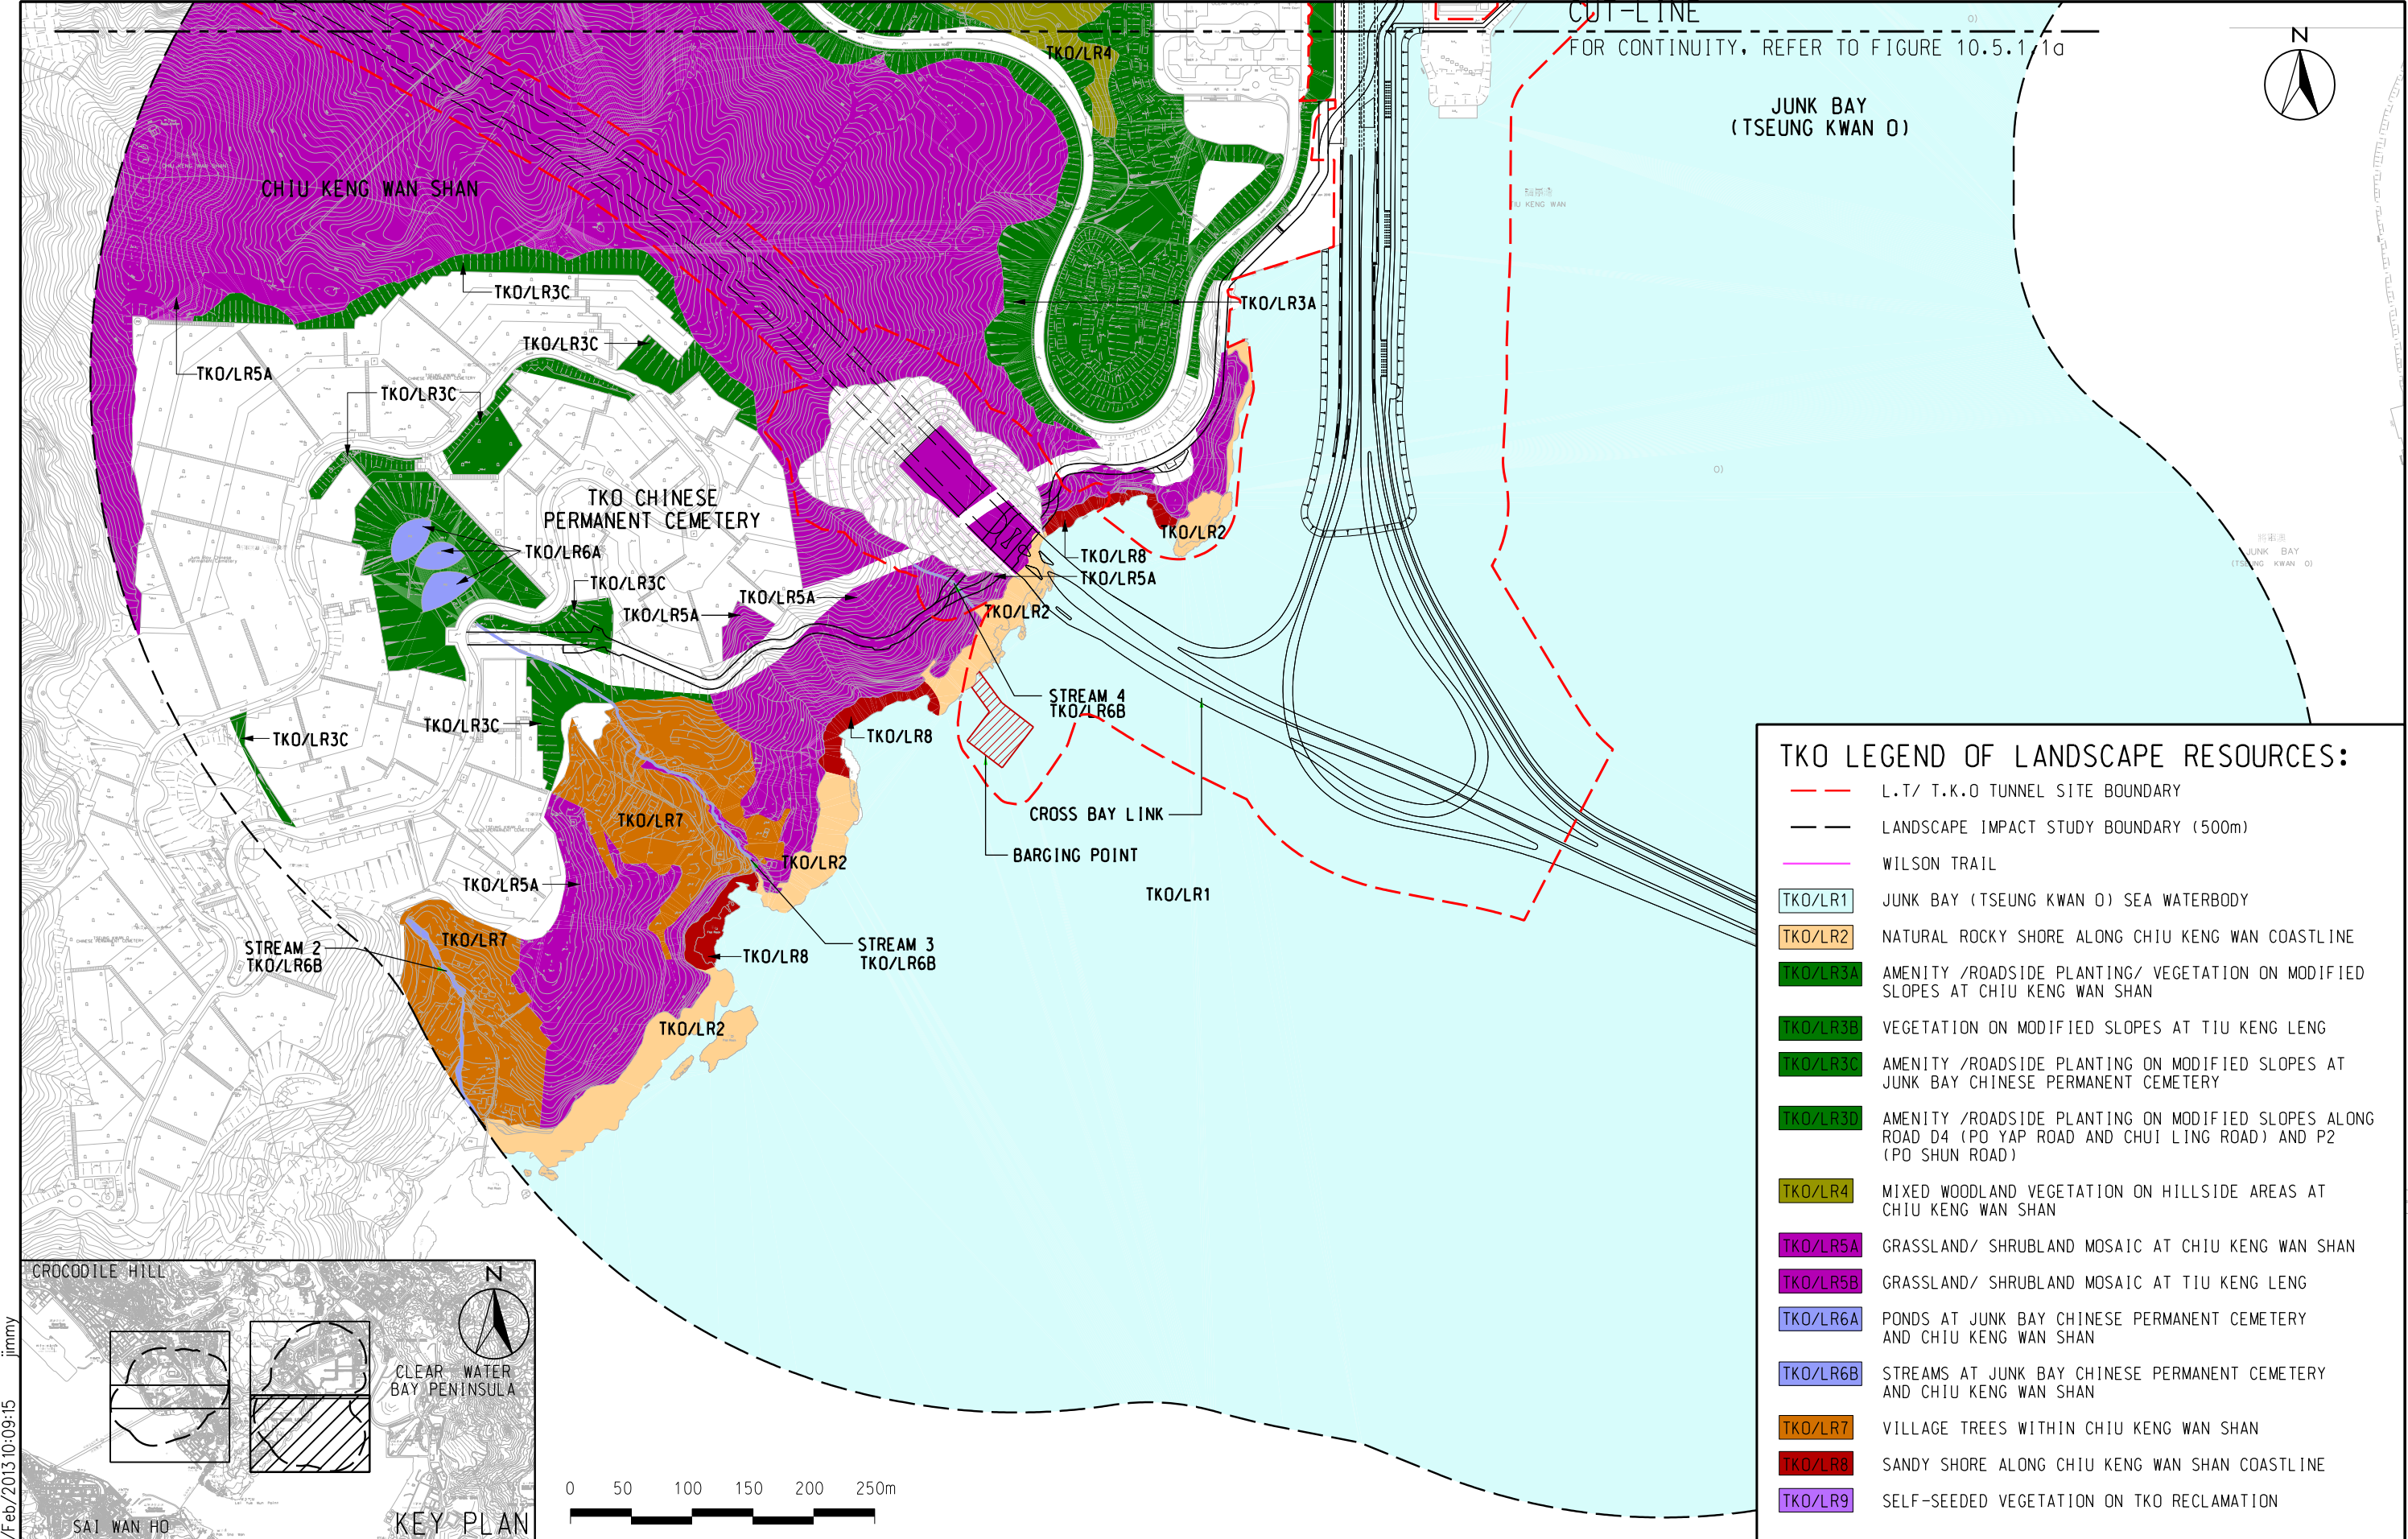 CUT-LINE
FOR CONTINUITY, REFER TO FIGURE 10.5.1.1a
N
JUNK BAY
(TSEUNG KWAN O)
TKO/LR4
CHIU KENG WAN SHAN
TIU KENG WAN
TKO/LR3C
TKO/LR3A
TKO/LR3C
TKO/LR5A
TKO/LR3C
TKO CHINESE
PERMANENT CEMETERY
TKO/LR6A
TKO/LR2
TKO/LR8
TKO/LR5A
JUNK BAY
(TSEUNG KWAN O)
TKO/LR3C
TKO/LR5A
TKO/LR5A
TKO/LR2
STREAM 4
TKO/LR6B
TKO/LR3C
TKO/LR3C
TKO/LR8
CROSS BAY LINK
TKO/LR7
BARGING POINT
TKO/LR2
TKO/LR5A
TKO/LR1
TKO/LR7
STREAM 2
TKO/LR6B
STREAM 3
TKO/LR6B
TKO/LR8
TKO/LR2
TKO LEGEND OF LANDSCAPE RESOURCES:
L.T/ T.K.O TUNNEL SITE BOUNDARY
LANDSCAPE IMPACT STUDY BOUNDARY (500m)
WILSON TRAIL
TKO/LR1 JUNK BAY (TSEUNG KWAN O) SEA WATERBODY
TKO/LR2 NATURAL ROCKY SHORE ALONG CHIU KENG WAN COASTLINE
TKO/LR3A AMENITY /ROADSIDE PLANTING/ VEGETATION ON MODIFIED
SLOPES AT CHIU KENG WAN SHAN
TKO/LR3B VEGETATION ON MODIFIED SLOPES AT TIU KENG LENG
TKO/LR3C AMENITY /ROADSIDE PLANTING ON MODIFIED SLOPES AT
JUNK BAY CHINESE PERMANENT CEMETERY
TKO/LR3D AMENITY /ROADSIDE PLANTING ON MODIFIED SLOPES ALONG
ROAD D4 (PO YAP ROAD AND CHUI LING ROAD) AND P2
(PO SHUN ROAD)
TKO/LR4 MIXED WOODLAND VEGETATION ON HILLSIDE AREAS AT
CHIU KENG WAN SHAN
TKO/LR5A GRASSLAND/ SHRUBLAND MOSAIC AT CHIU KENG WAN SHAN
TKO/LR5B GRASSLAND/ SHRUBLAND MOSAIC AT TIU KENG LENG
TKO/LR6A PONDS AT JUNK BAY CHINESE PERMANENT CEMETERY
AND CHIU KENG WAN SHAN
TKO/LR6B STREAMS AT JUNK BAY CHINESE PERMANENT CEMETERY
AND CHIU KENG WAN SHAN
TKO/LR7 VILLAGE TREES WITHIN CHIU KENG WAN SHAN
TKO/LR8 SANDY SHORE ALONG CHIU KENG WAN SHAN COASTLINE
TKO/LR9 SELF-SEEDED VEGETATION ON TKO RECLAMATION
CROCODILE HILL
N
CLEAR WATER
BAY PENINSULA
SAI WAN HO
KEY PLAN
0 50 100 150 200 250m
/Feb/2013 10:09:15 jimmy